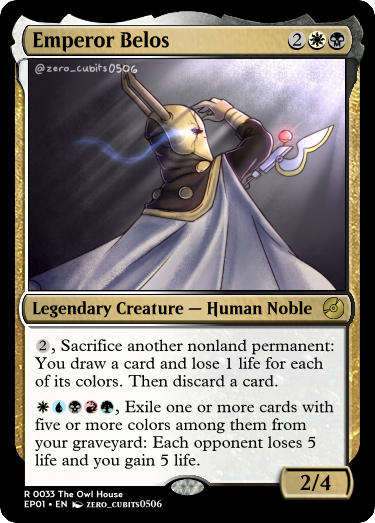 Emperor Belos 2
@zero_cubits0506
Legendary Creature — Human Noble
2, Sacrifice another nonland permanent:
You draw a card and lose 1 life for each
of its colors. Then discard a card.
, Exile one or more cards with
five or more colors among them from
your graveyard: Each opponent loses 5
life and you gain 5 life.
2/4
R 0033 The Owl House
EP01 • EN ZERO_CUBITS0506